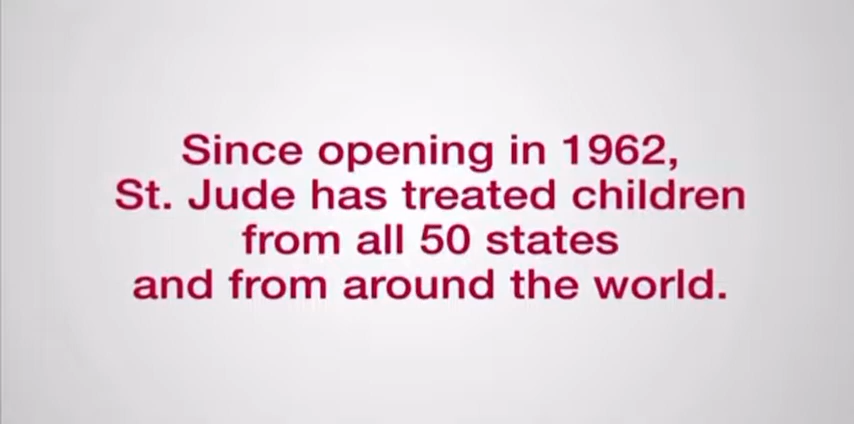 Since opening in 1962,
St. Jude has treated children
from all 50 states
and from around the world.